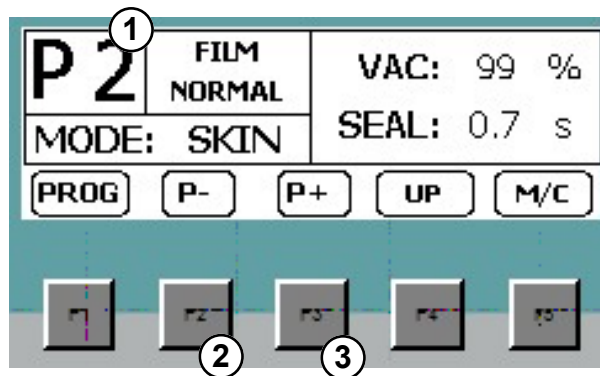 1
P 2
FILM
NORMAL
MODE: SKIN
VAC: 99 %
SEAL: 0.7 s
PROG P- P+ UP M/C
F2 F3 F4 F5
2 3